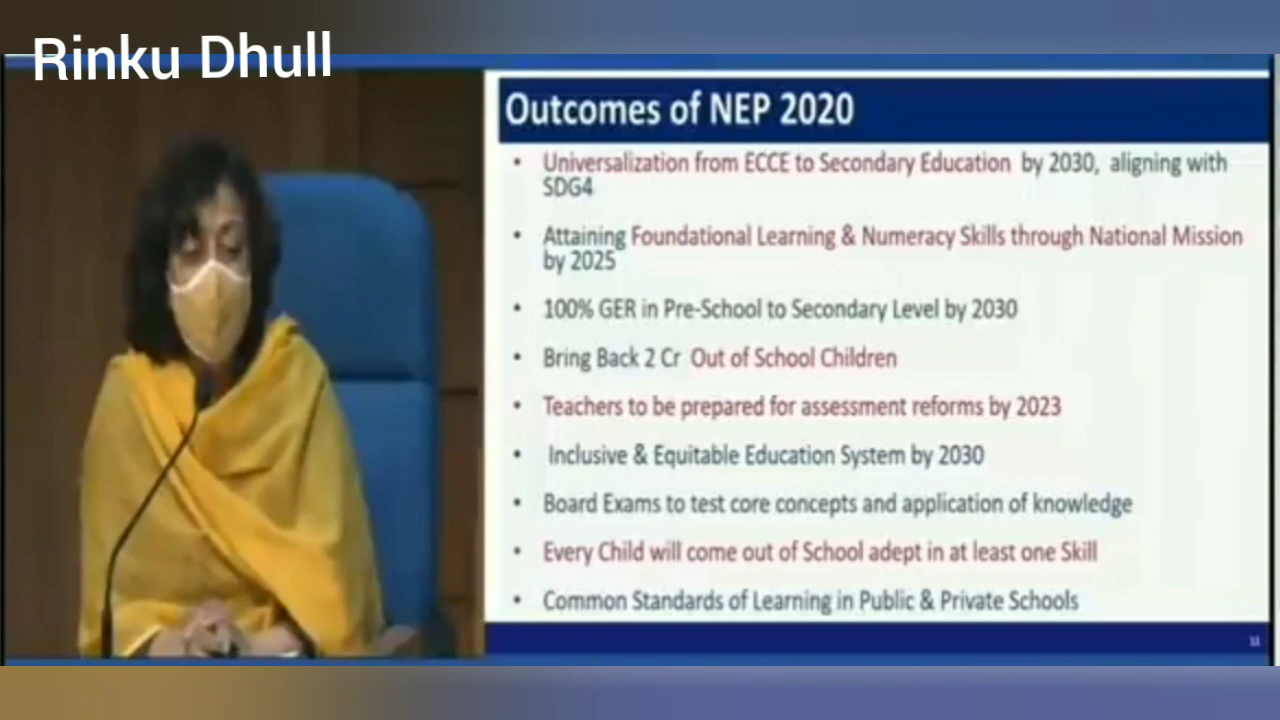 Rinku Dhull
Outcomes of NEP 2020
• Universalization from ECCE to Secondary Education by 2030, aligning with
SDG4
• Attaining Foundational Learning & Numeracy Skills through National Mission
by 2025
• 100% GER in Pre-School to Secondary Level by 2030
• Bring Back 2 Cr Out of School Children
• Teachers to be prepared for assessment reforms by 2023
• Inclusive & Equitable Education System by 2030
• Board Exams to test core concepts and application of knowledge
• Every Child will come out of School adept in at least one Skill
• Common Standards of Learning in Public & Private Schools